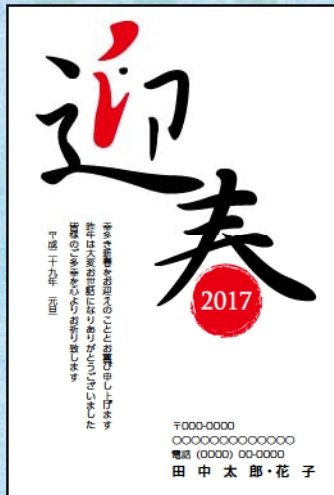 迎春
2017
幸多き新春をお迎えのこととお喜び申し上げます
昨年は大変お世話になりありがとうございました
皆様のご多幸を心よりお祈り致します
平成二十九年 元旦
〒000-0000
○○○○○○○○○○○○○○
電話 (0000) 00-0000
田 中 太 郎・花 子